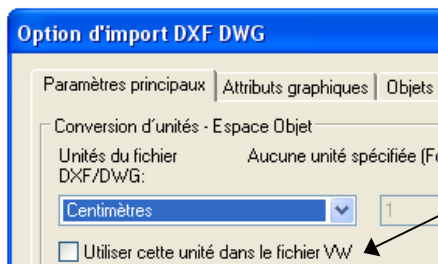 Option d'import DXF DWG
Paramètres principaux Attributs graphiques Objets
Conversion d'unités - Espace Objet
Unités du fichier Aucune unité spécifiée
DXF/DWG:
Centimètres 1
Utiliser cette unité dans le fichier VW